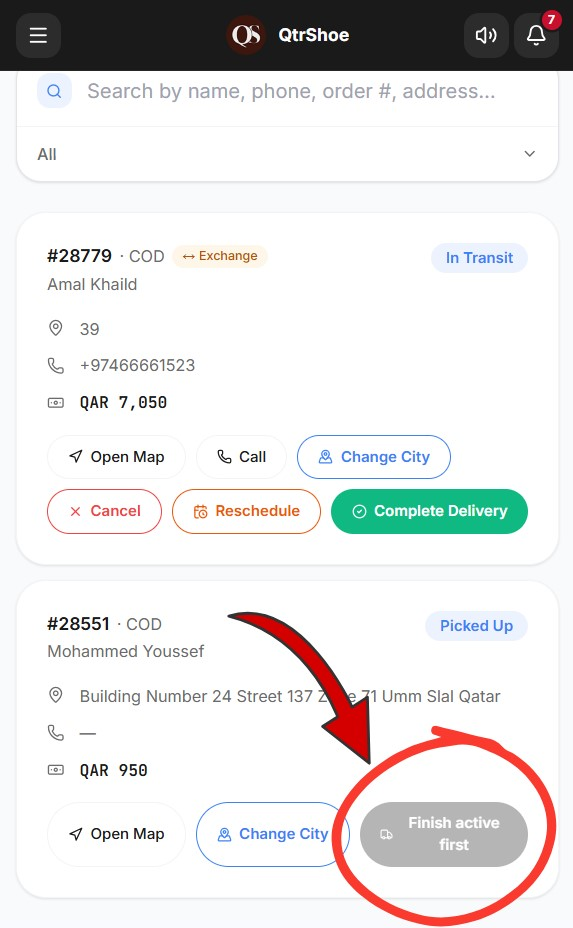 QS QtrShoe 7
Search by name, phone, order #, address...
All
#28779 · COD ↔ Exchange In Transit
Amal Khaild
39
+97466661523
QAR 7,050
Open Map Call Change City
Cancel Reschedule Complete Delivery
#28551 · COD Picked Up
Mohammed Youssef
Building Number 24 Street 137 71 Umm Slal Qatar
—
QAR 950
Open Map Change City Finish active
first